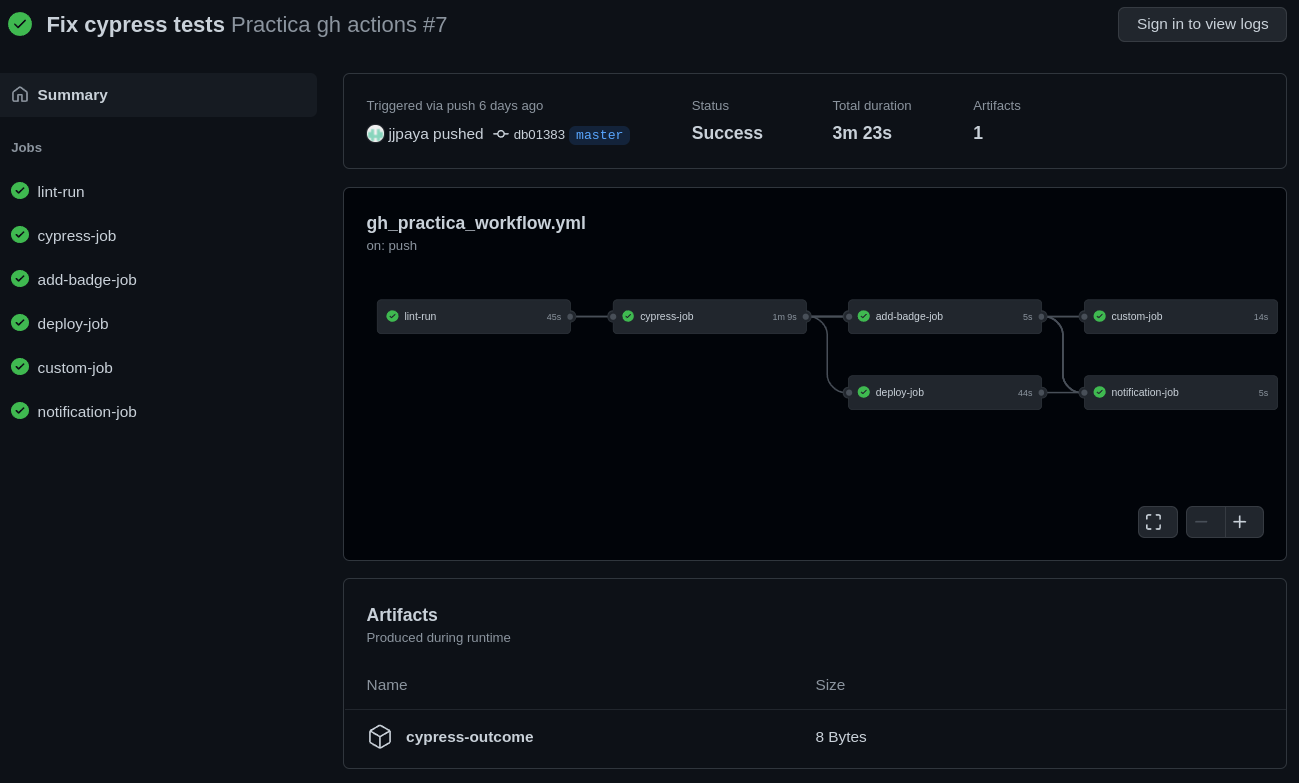 Fix cypress tests Practica gh actions #7
Sign in to view logs
Summary
Jobs
lint-run
cypress-job
add-badge-job
deploy-job
custom-job
notification-job
Triggered via push 6 days ago
jjpaya pushed db01383 master
Status
Success
Total duration
3m 23s
Artifacts
1
gh_practica_workflow.yml
on: push
lint-run 45s
cypress-job 1m 9s
add-badge-job 5s
custom-job 14s
deploy-job 44s
notification-job 5s
Artifacts
Produced during runtime
Name Size
cypress-outcome 8 Bytes